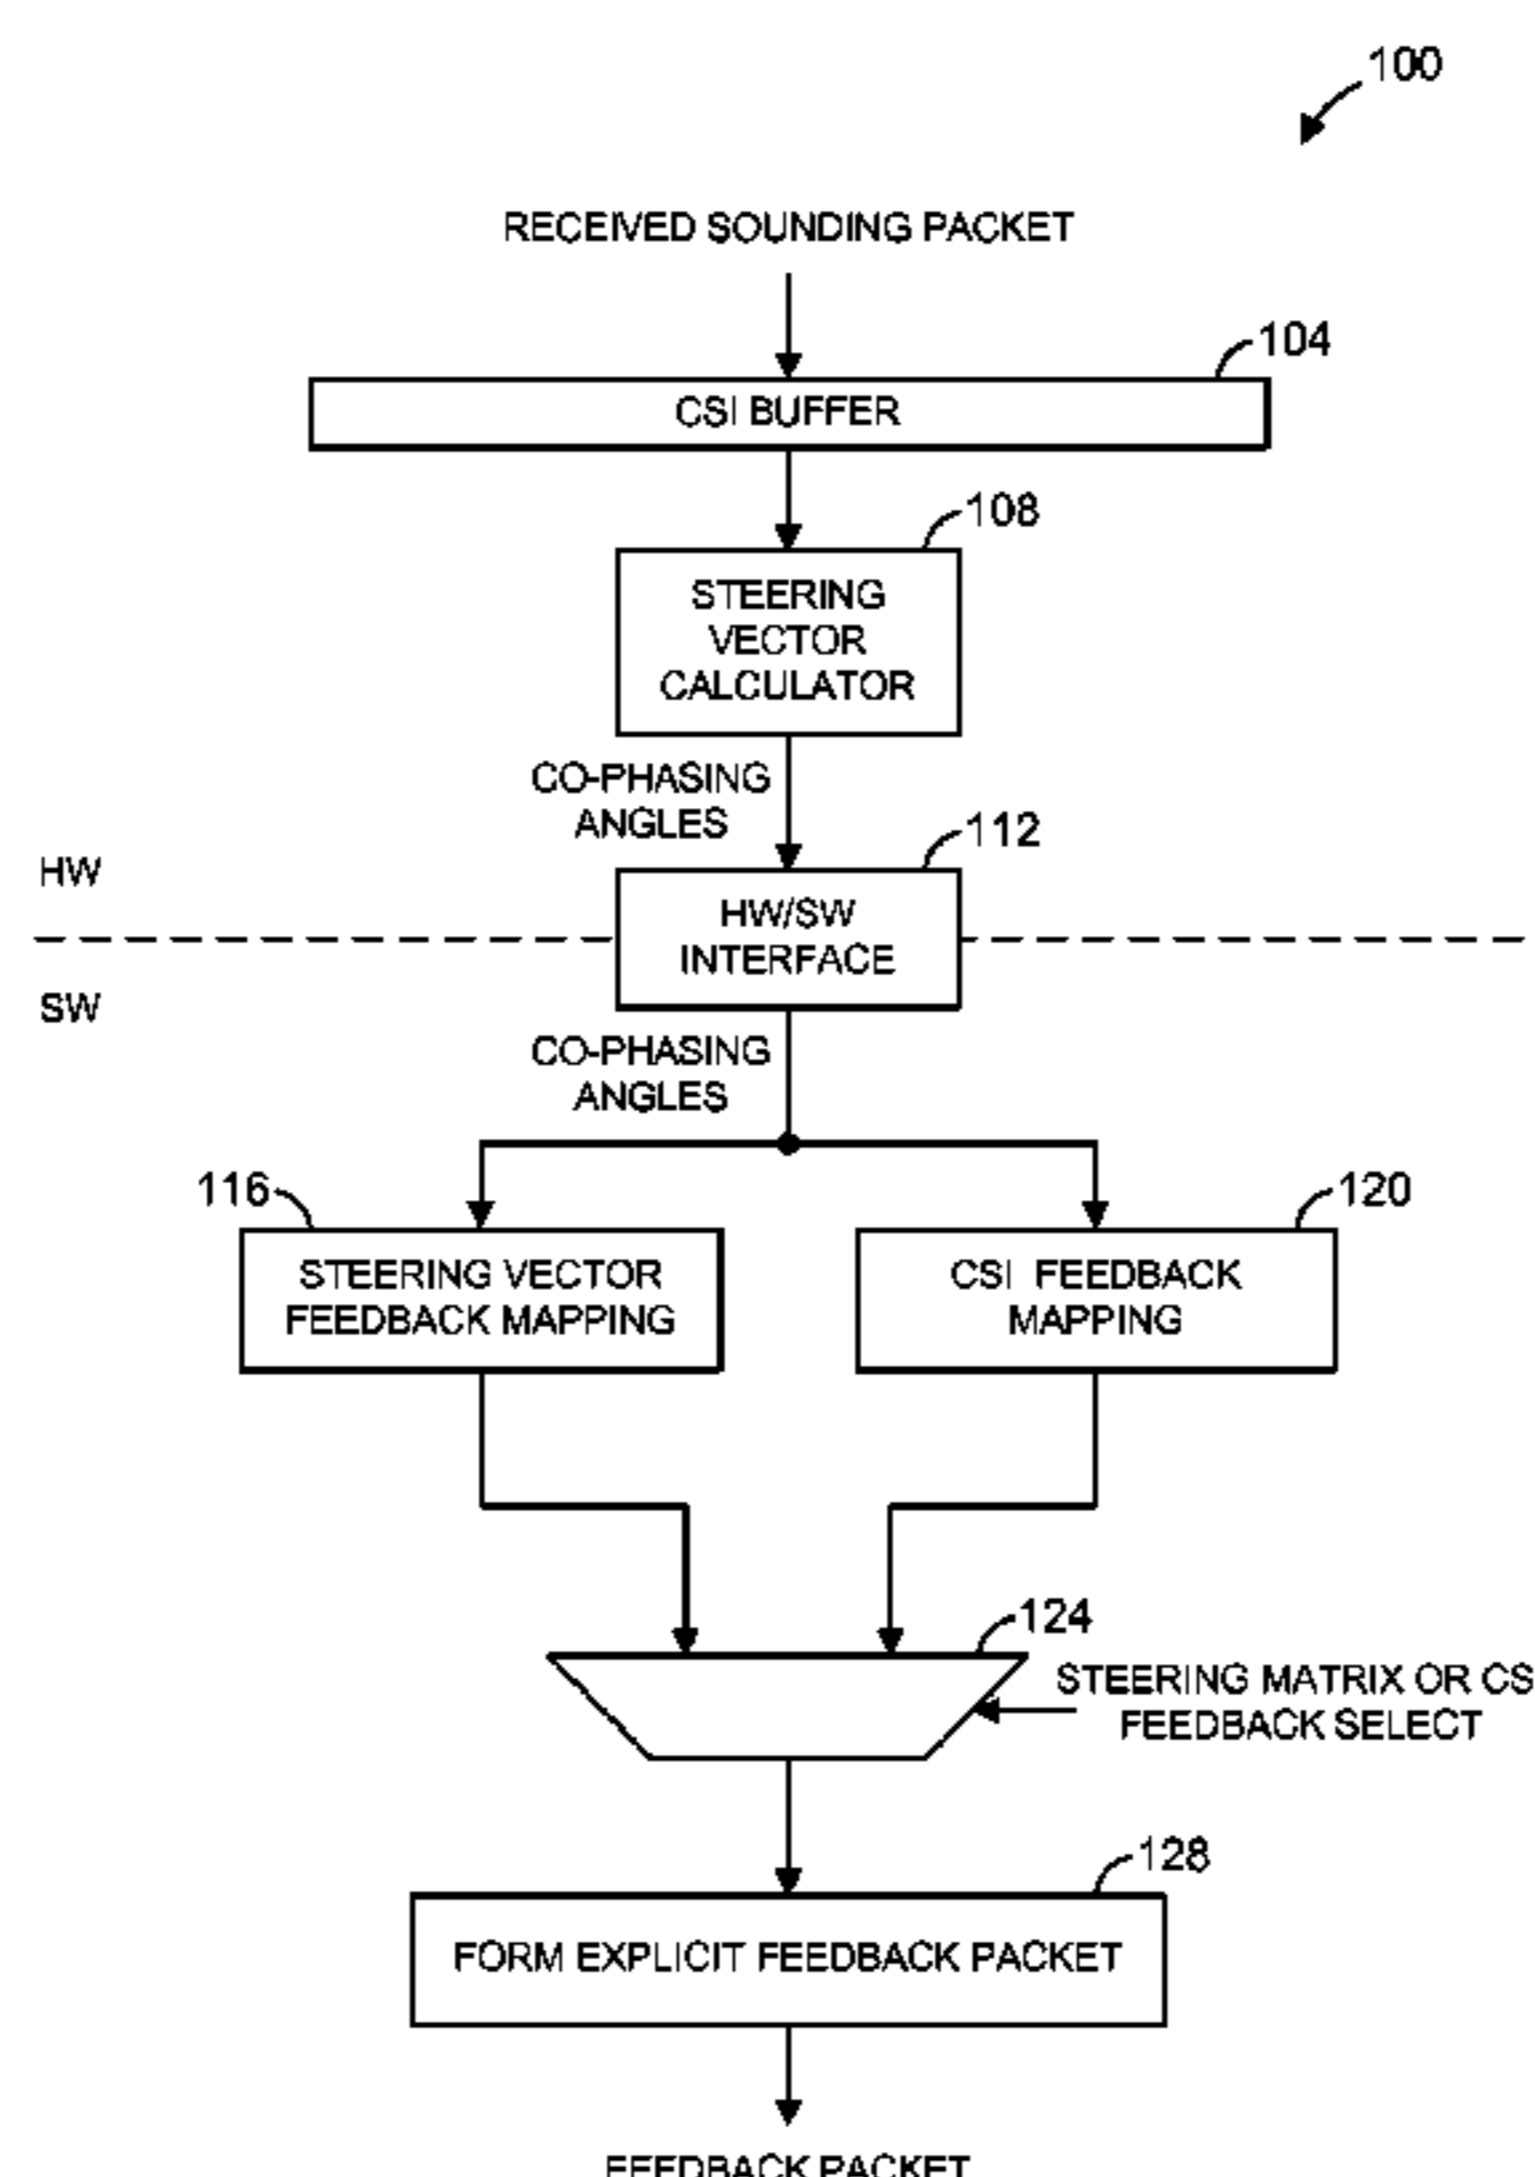 100
RECEIVED SOUNDING PACKET
104
CSI BUFFER
108
STEERING
VECTOR
CALCULATOR
CO-PHASING
ANGLES
112
HW
HW/SW
INTERFACE
SW
CO-PHASING
ANGLES
116
120
STEERING VECTOR
FEEDBACK MAPPING
CSI FEEDBACK
MAPPING
124
STEERING MATRIX OR CS
FEEDBACK SELECT
128
FORM EXPLICIT FEEDBACK PACKET
FEEDBACK PACKET